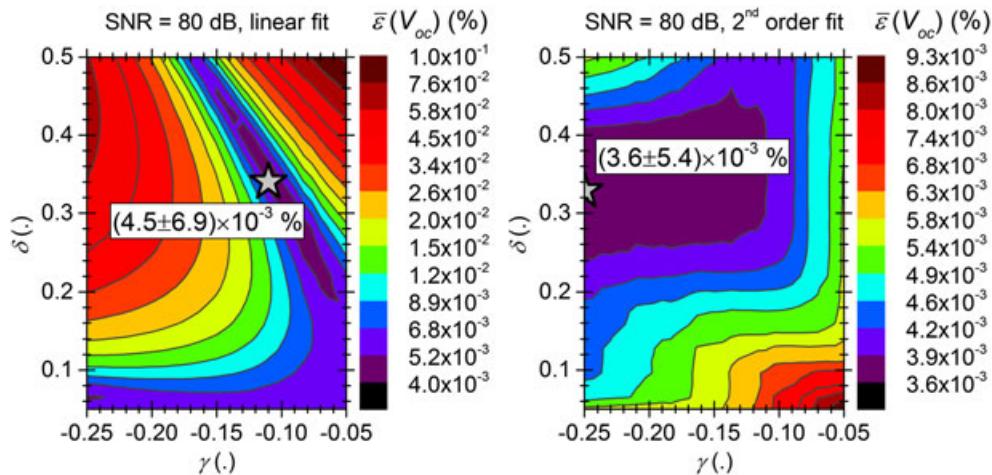 SNR = 80 dB, linear fit
ε̅(V_oc) (%)
0.5
0.4
0.3
0.2
0.1
δ(.)
(4.5±6.9)×10⁻³ %
-0.25 -0.20 -0.15 -0.10 -0.05
γ(.)
1.0x10⁻¹
7.6x10⁻²
5.8x10⁻²
4.5x10⁻²
3.4x10⁻²
2.6x10⁻²
2.0x10⁻²
1.5x10⁻²
1.2x10⁻²
8.9x10⁻³
6.8x10⁻³
5.2x10⁻³
4.0x10⁻³
SNR = 80 dB, 2ⁿᵈ order fit
ε̅(V_oc) (%)
0.5
0.4
0.3
0.2
0.1
δ(.)
(3.6±5.4)×10⁻³ %
-0.25 -0.20 -0.15 -0.10 -0.05
γ(.)
9.3x10⁻³
8.6x10⁻³
8.0x10⁻³
7.4x10⁻³
6.8x10⁻³
6.3x10⁻³
5.8x10⁻³
5.4x10⁻³
4.9x10⁻³
4.6x10⁻³
4.2x10⁻³
3.9x10⁻³
3.6x10⁻³